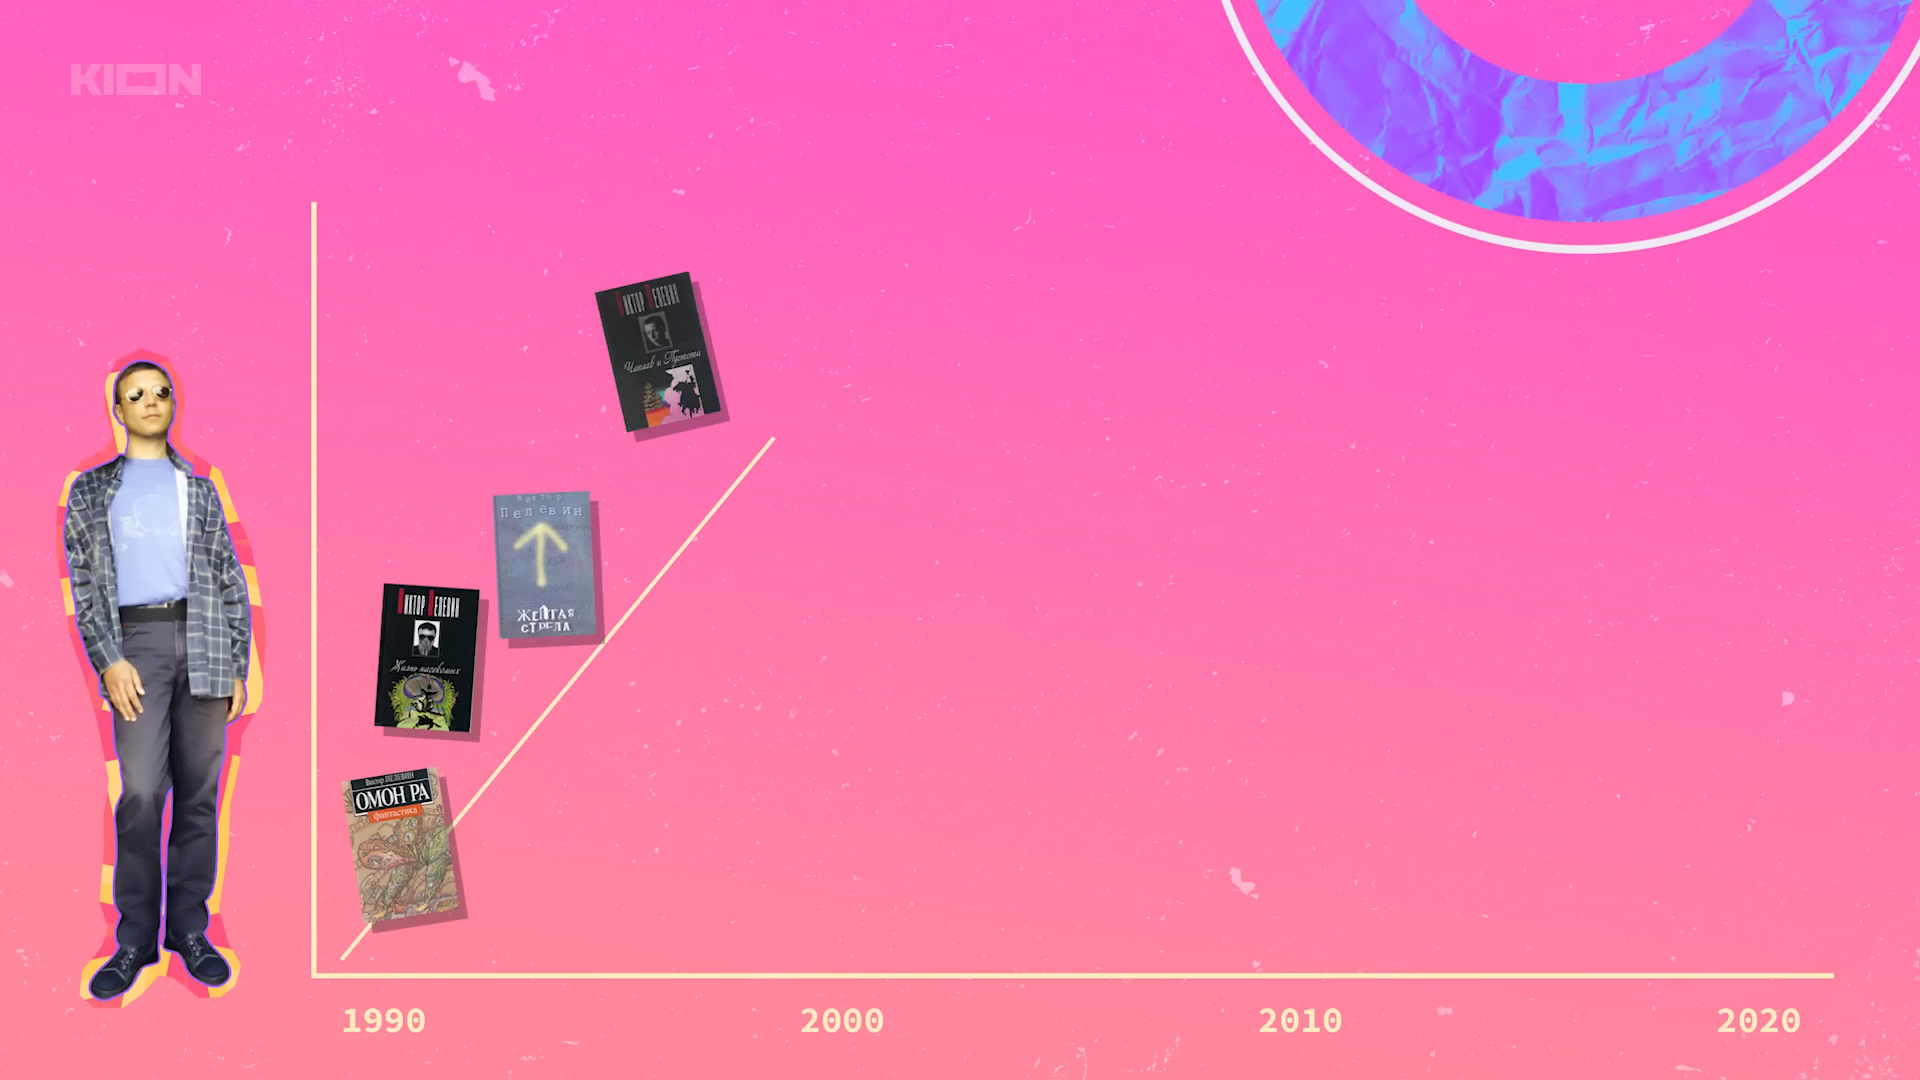 KION
ВИКТОР ПЕЛЕВИН
Чапаев и Пустота
Виктор
Пелевин
ЖЕЛТАЯ
СТРЕЛА
ВИКТОР ПЕЛЕВИН
Жизнь насекомых
Виктор ПЕЛЕВИН
ОМОН РА
фантастика
1990 2000 2010 2020